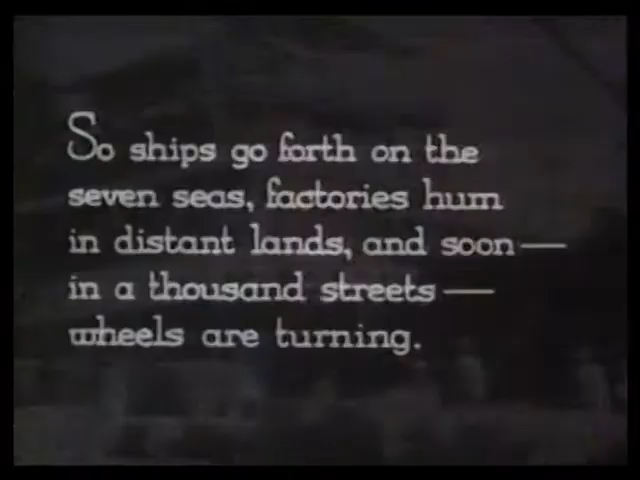 So ships go forth on the
seven seas, factories hum
in distant lands, and soon—
in a thousand streets—
wheels are turning.